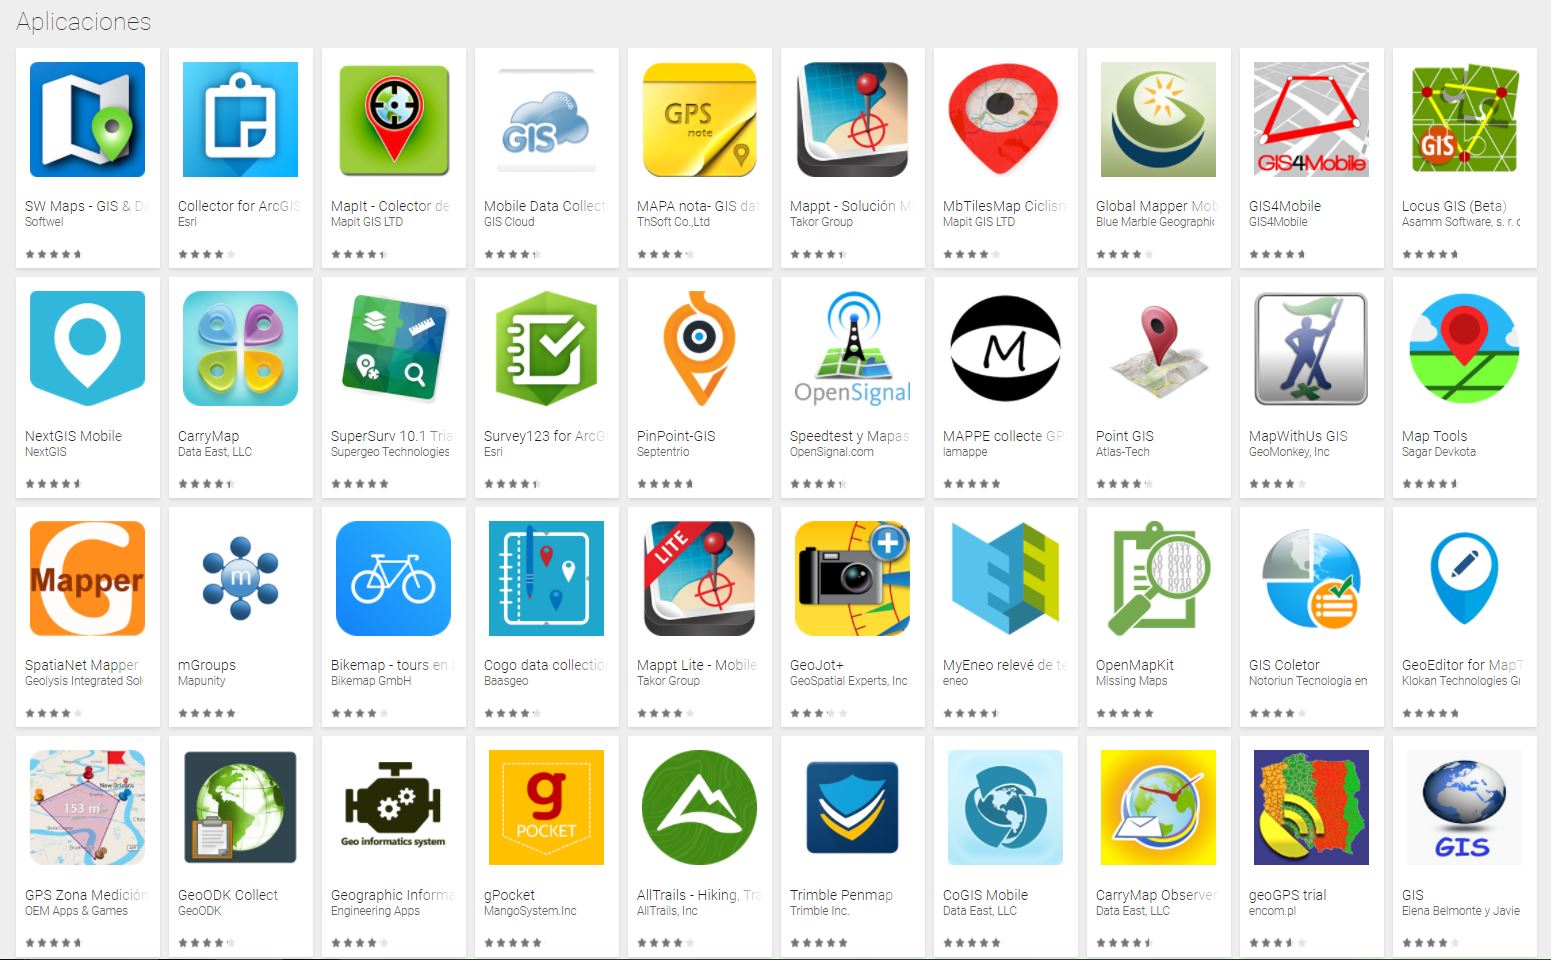 Aplicaciones
GPS
note
GIS
GIS4Mobile
GIS
SW Maps - GIS & Da
Collector for ArcGIS
MapIt - Colector de
Mobile Data Collect
MAPA nota- GIS dat
Mappt - Solución M
MbTilesMap Ciclism
Global Mapper Mob
GIS4Mobile
Locus GIS (Beta)
Softwel
Esri
Mapit GIS LTD
GIS Cloud
ThSoft Co.,Ltd
Takor Group
Mapit GIS LTD
Blue Marble Geographic
GIS4Mobile
Asamm Software, s. r. o
OpenSignal
M
NextGIS Mobile
CarryMap
SuperSurv 10.1 Tria
Survey123 for ArcG
PinPoint-GIS
Speedtest y Mapas
MAPPE collecte GP
Point GIS
MapWithUs GIS
Map Tools
NextGIS
Data East, LLC
Supergeo Technologies
Esri
Septentrio
OpenSignal.com
lamappe
Atlas-Tech
GeoMonkey, Inc
Sagar Devkota
Mapper
m
LITE
SpatiaNet Mapper
mGroups
Bikemap - tours en b
Cogo data collectio
Mappt Lite - Mobile
GeoJot+
MyEneo relevé de te
OpenMapKit
GIS Coletor
GeoEditor for MapT
Geolysis Integrated Solu
Mapunity
Bikemap GmbH
Baasgeo
Takor Group
GeoSpatial Experts, Inc
eneo
Missing Maps
Notoriun Tecnologia en
Klokan Technologies G
153 m²
New Orleans
Geo informatics system
g
POCKET
GIS
GPS Zona Medición
GeoODK Collect
Geographic Informa
gPocket
AllTrails - Hiking, Tra
Trimble Penmap
CoGIS Mobile
CarryMap Observer
geoGPS trial
GIS
OEM Apps & Games
GeoODK
Engineering Apps
MangoSystem.Inc
AllTrails, Inc
Trimble Inc.
Data East, LLC
Data East, LLC
encom.pl
Elena Belmonte y Javie